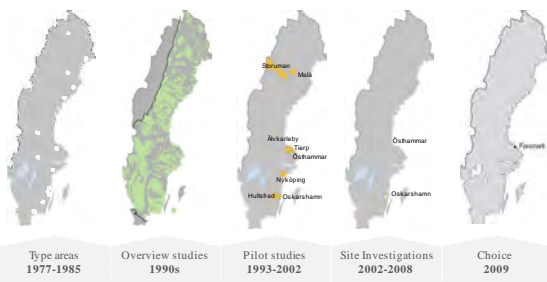 Storuman
Malå
Älvkarleby
Tierp
Östhammar
Nyköping
Hultsfred
Oskarshamn
Östhammar
Oskarshamn
Forsmark
Type areas
1977-1985
Overview studies
1990s
Pilot studies
1993-2002
Site Investigations
2002-2008
Choice
2009